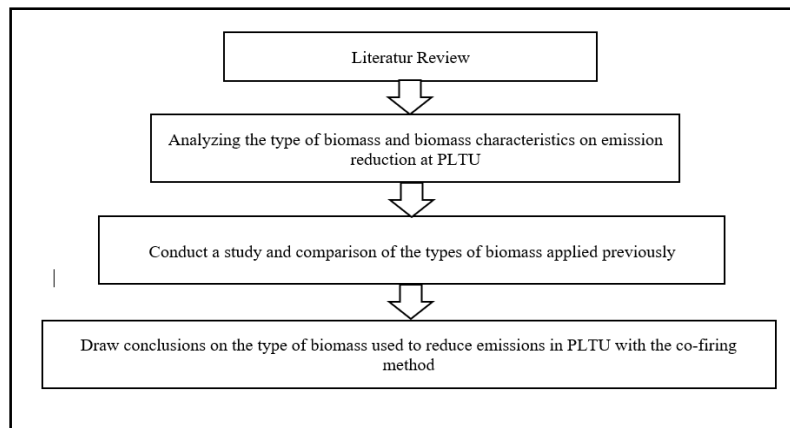 Literatur Review
Analyzing the type of biomass and biomass characteristics on emission
reduction at PLTU
Conduct a study and comparison of the types of biomass applied previously
Draw conclusions on the type of biomass used to reduce emissions in PLTU with the co-firing
method